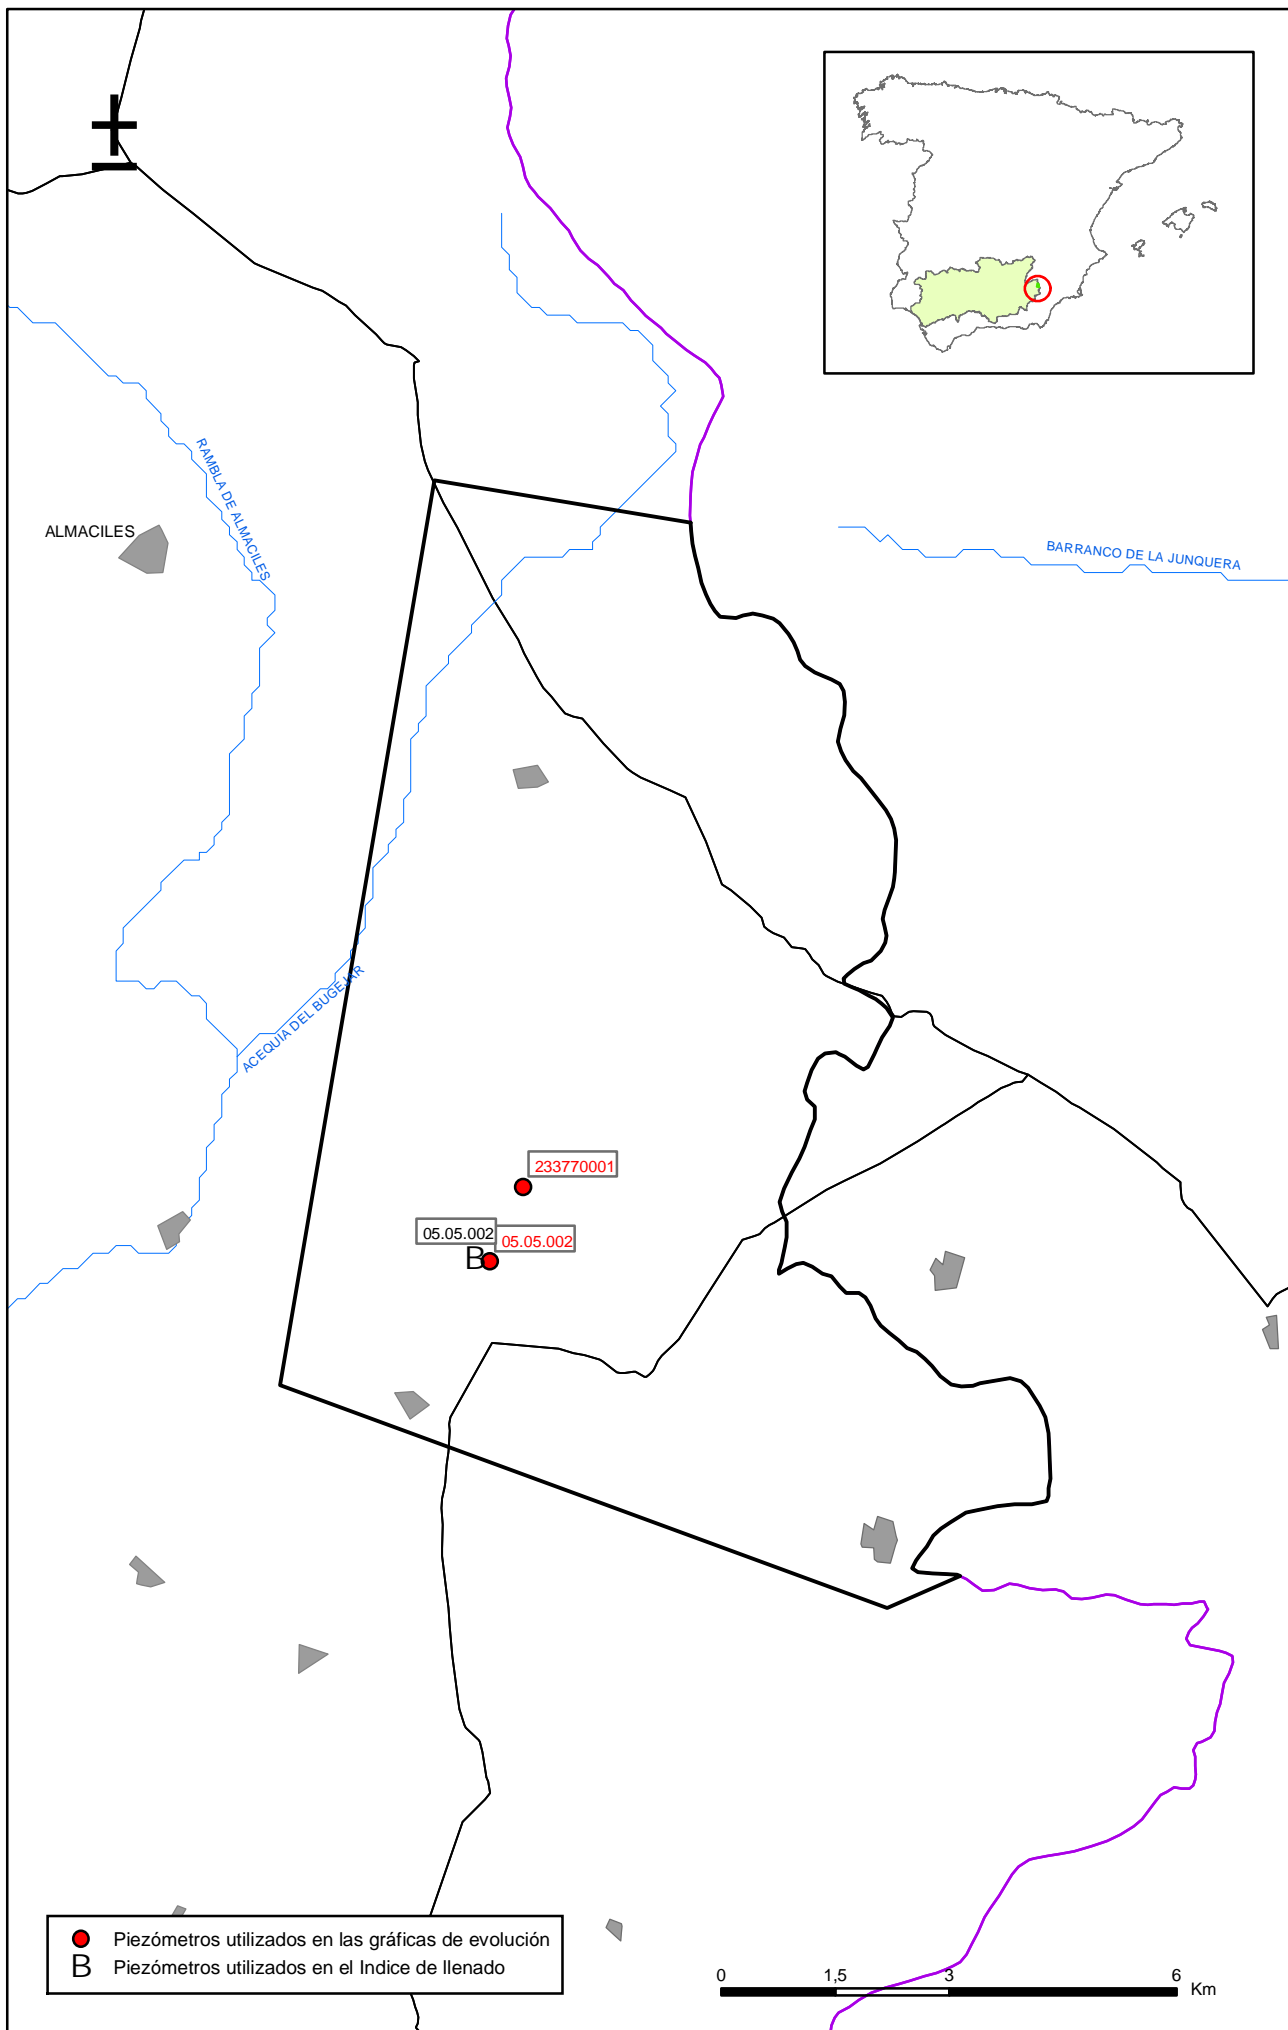 RAMBLA DE ALMACILES
ALMACILES
BARRANCO DE LA JUNQUERA
ACEQUIA DEL BUGEJAR
233770001
05.05.002
05.05.002
B
Piezómetros utilizados en las gráficas de evolución
B Piezómetros utilizados en el Indice de llenado
0 1,5 3 6
Km